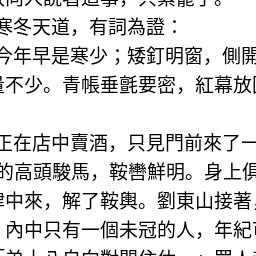 寒冬天道，有詞為證：
今年早是寒少；矮釘明窗，側開
量不少。青帳垂氈要密，紅幕放圍
正在店中賣酒，只見門前來了一
的高頭駿馬，鞍轡鮮明。身上俱
肆中來，解了鞍輿。劉東山接著，
內中只有一個未冠的人，年紀可